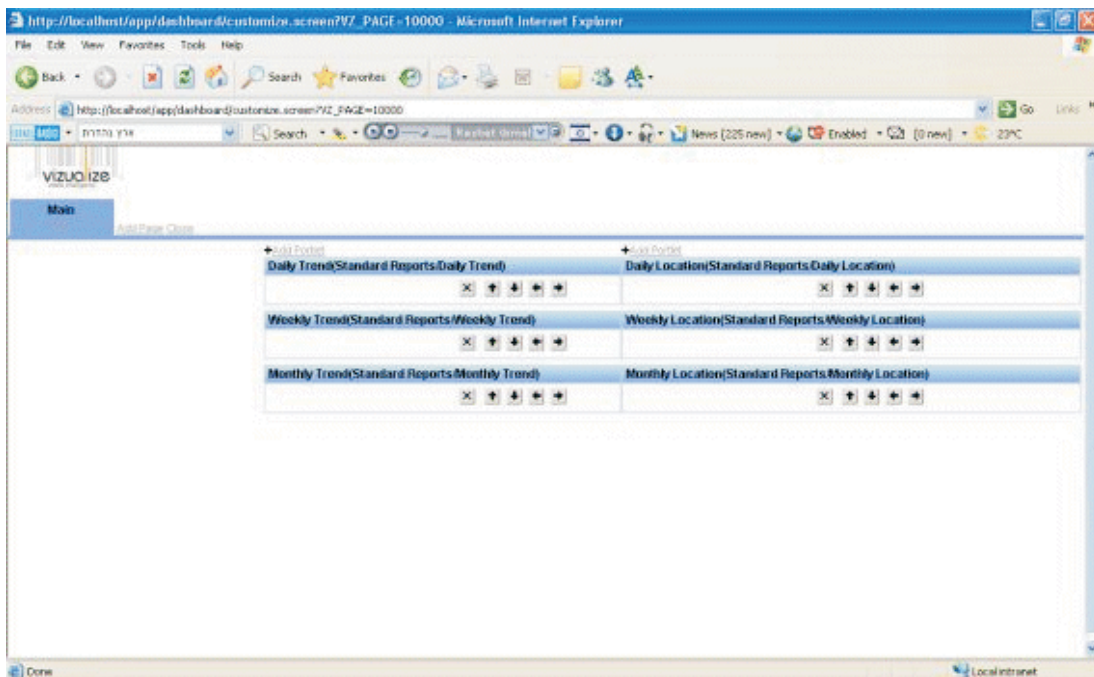 http://localhost/app/dashboard/customize.screen?VZ_PAGE=10000 - Microsoft Internet Explorer
File Edit View Favorites Tools Help
Back Search Favorites
Address http://localhost/app/dashboard/customize.screen?VZ_PAGE=10000 Go Links
ארץ נהדרת Search News (225 new) Enabled (0 new) 23°C
vizualize
Main
Add Page Close
Add Portlet Add Portlet
Daily Trend(Standard Reports/Daily Trend) Daily Location(Standard Reports/Daily Location)
Weekly Trend(Standard Reports/Weekly Trend) Weekly Location(Standard Reports/Weekly Location)
Monthly Trend(Standard Reports/Monthly Trend) Monthly Location(Standard Reports/Monthly Location)
Done Local intranet